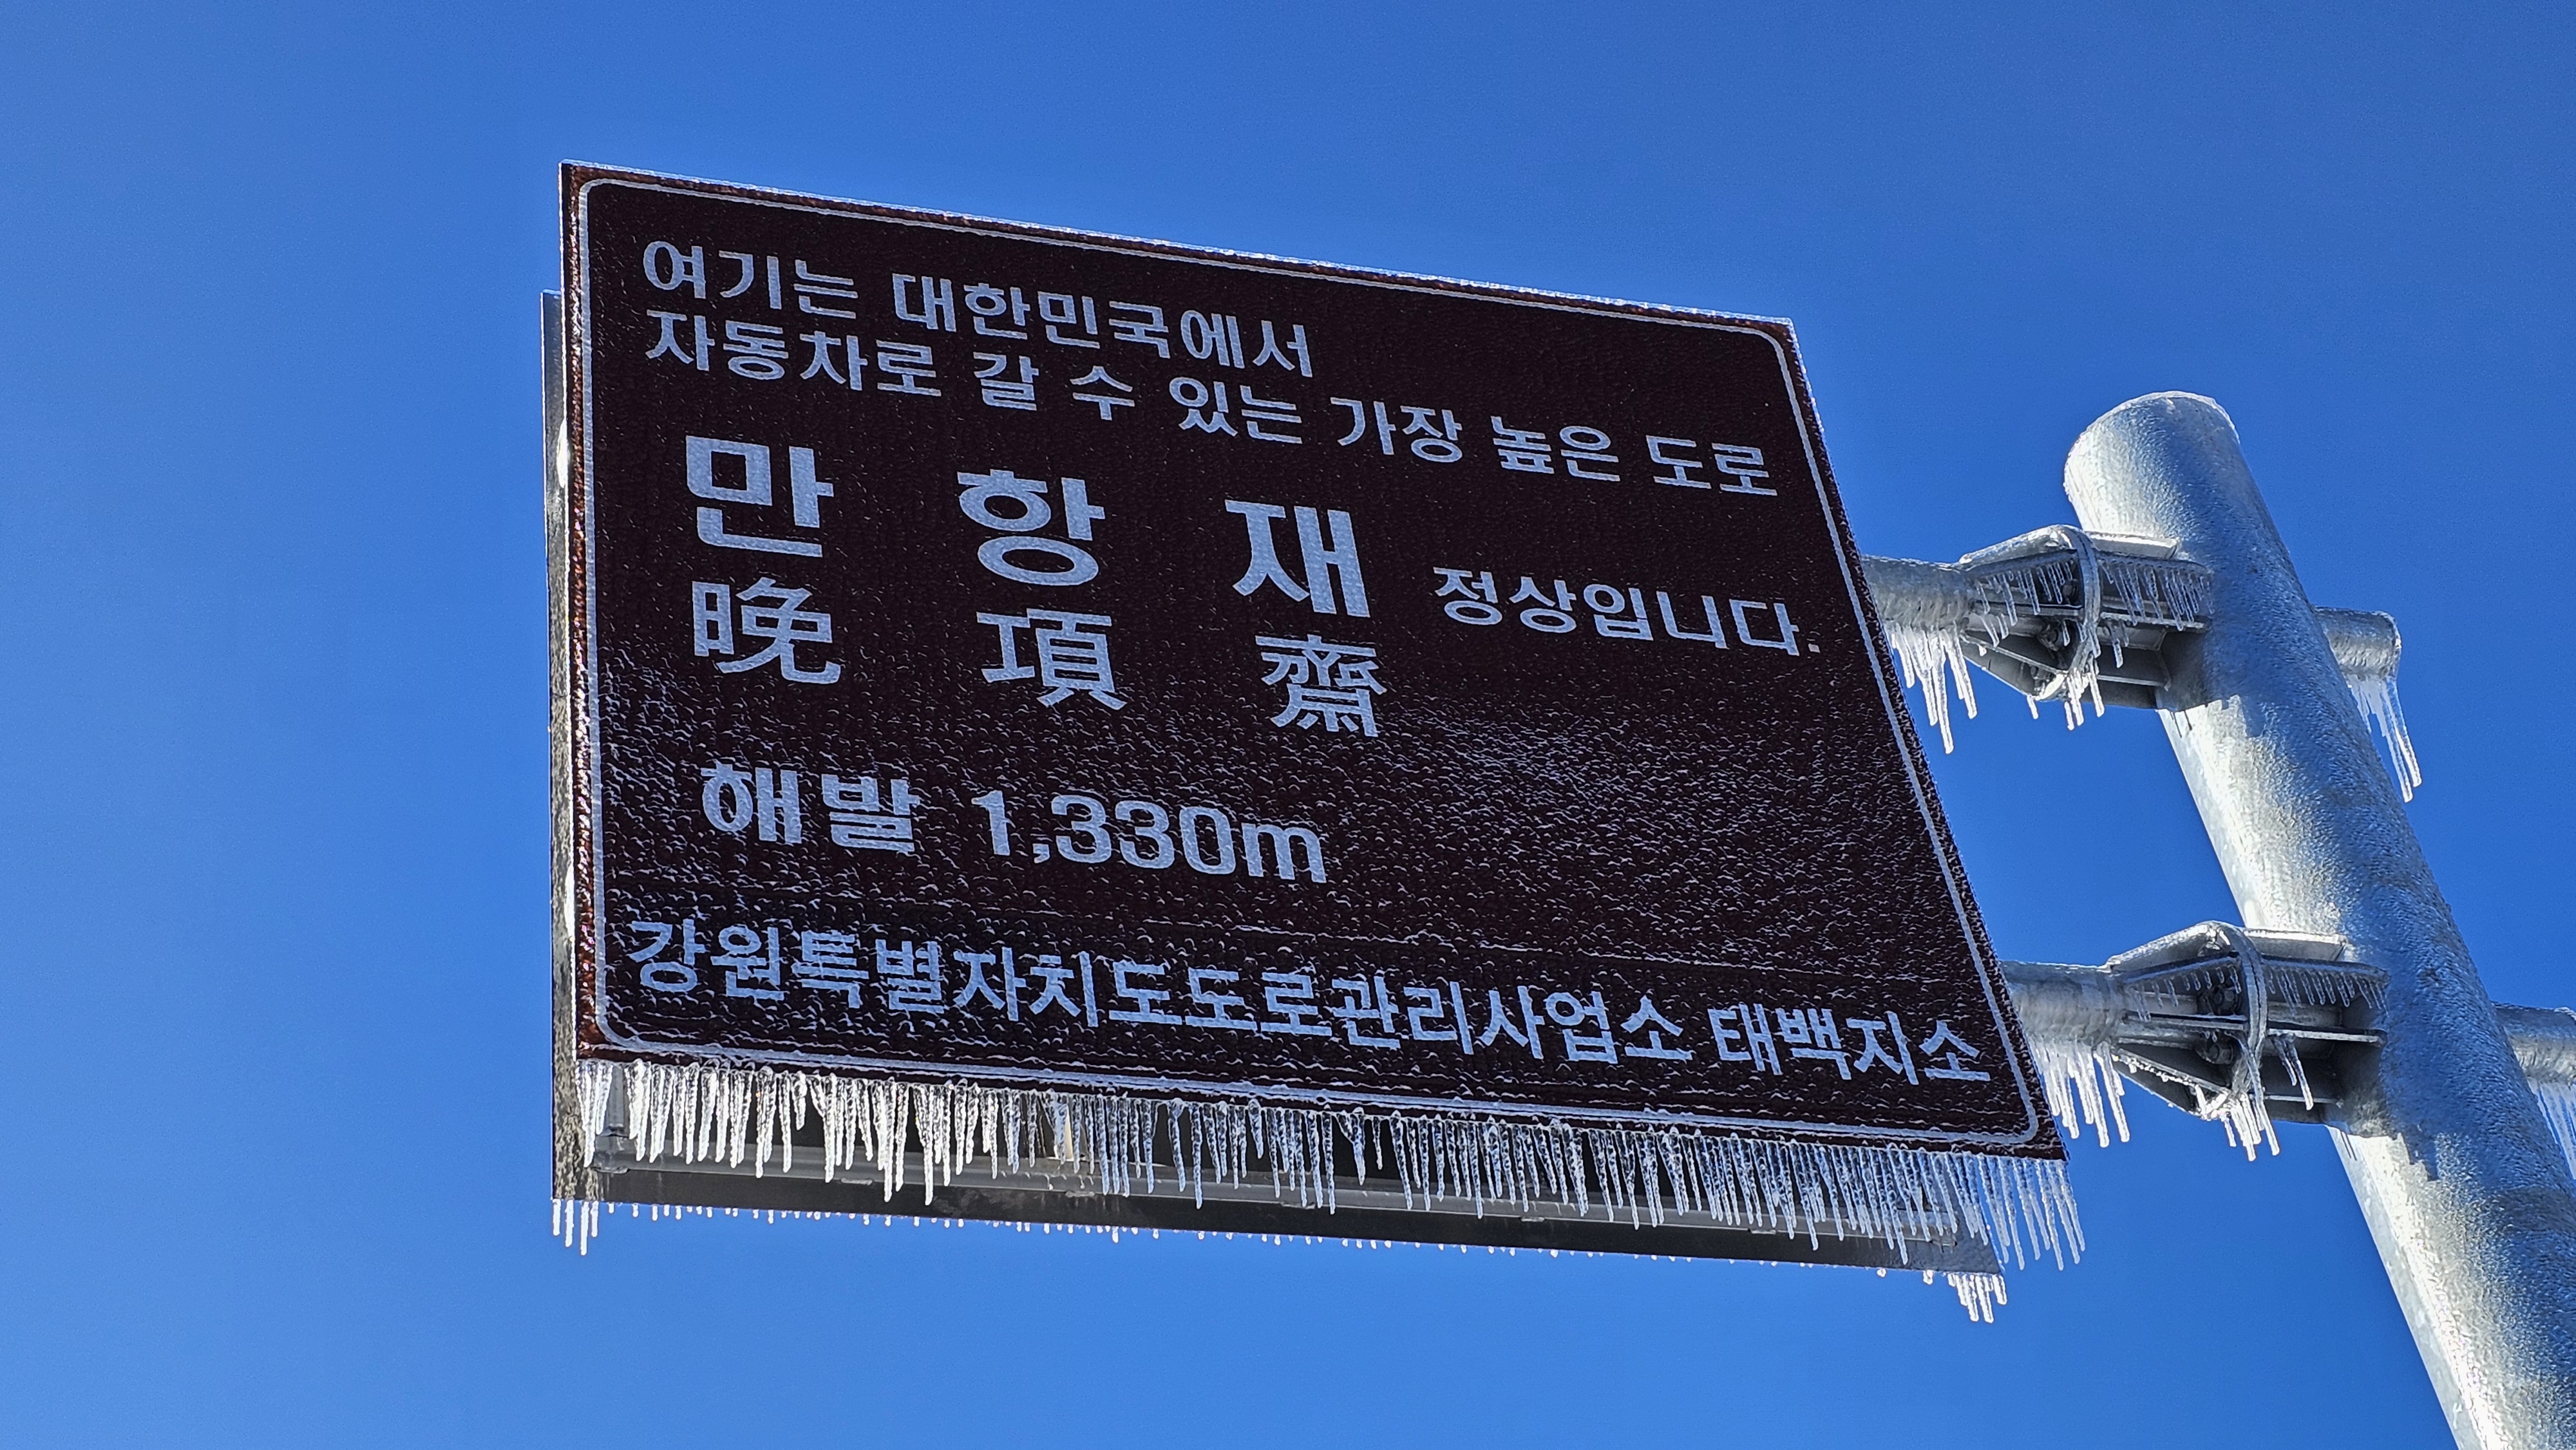 여기는 대한민국에서
자동차로 갈 수 있는 가장 높은 도로
만 항 재 정상입니다.
晩 項 齋
해발 1,330m
강원특별자치도도로관리사업소 태백지소